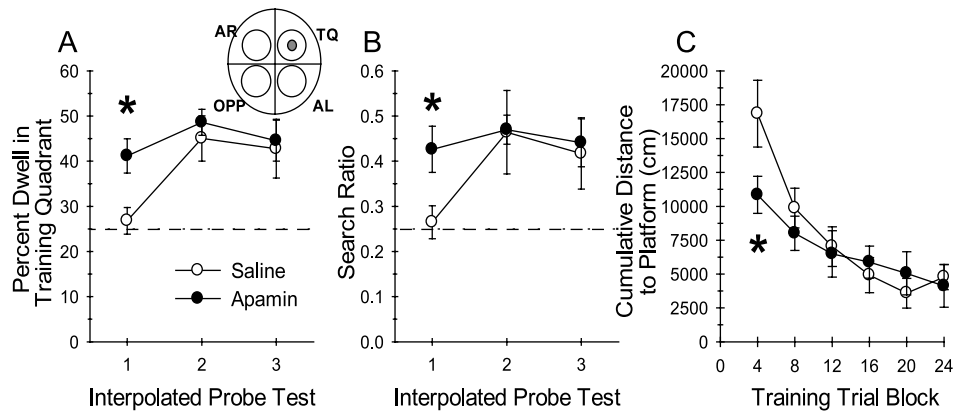 A
AR
TQ
OPP
AL
Percent Dwell in
Training Quadrant
60
50
40
30
20
10
0
*
Saline
Apamin
1 2 3
Interpolated Probe Test
B
Search Ratio
0.6
0.5
0.4
0.3
0.2
0.1
0.0
*
1 2 3
Interpolated Probe Test
C
Cumulative Distance
to Platform (cm)
20000
17500
15000
12500
10000
7500
5000
2500
0
*
0 4 8 12 16 20 24
Training Trial Block